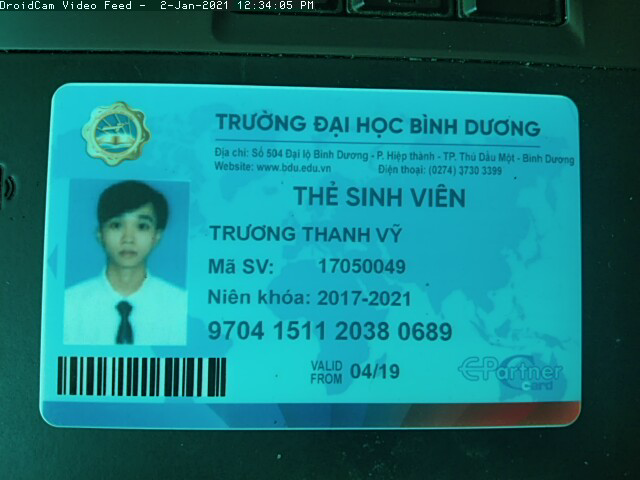 DroidCam Video Feed - 2-Jan-2021 12:34:05 PM
TRƯỜNG ĐẠI HỌC BÌNH DƯƠNG
Địa chỉ: Số 504 Đại lộ Bình Dương - P. Hiệp thành - TP. Thủ Dầu Một - Bình Dương
Website: www.bdu.edu.vn Điện thoại: (0274) 3730 3399
THẺ SINH VIÊN
TRƯƠNG THANH VỸ
Mã SV: 17050049
Niên khóa: 2017-2021
9704 1511 2038 0689
VALID FROM 04/19
EPartner
card